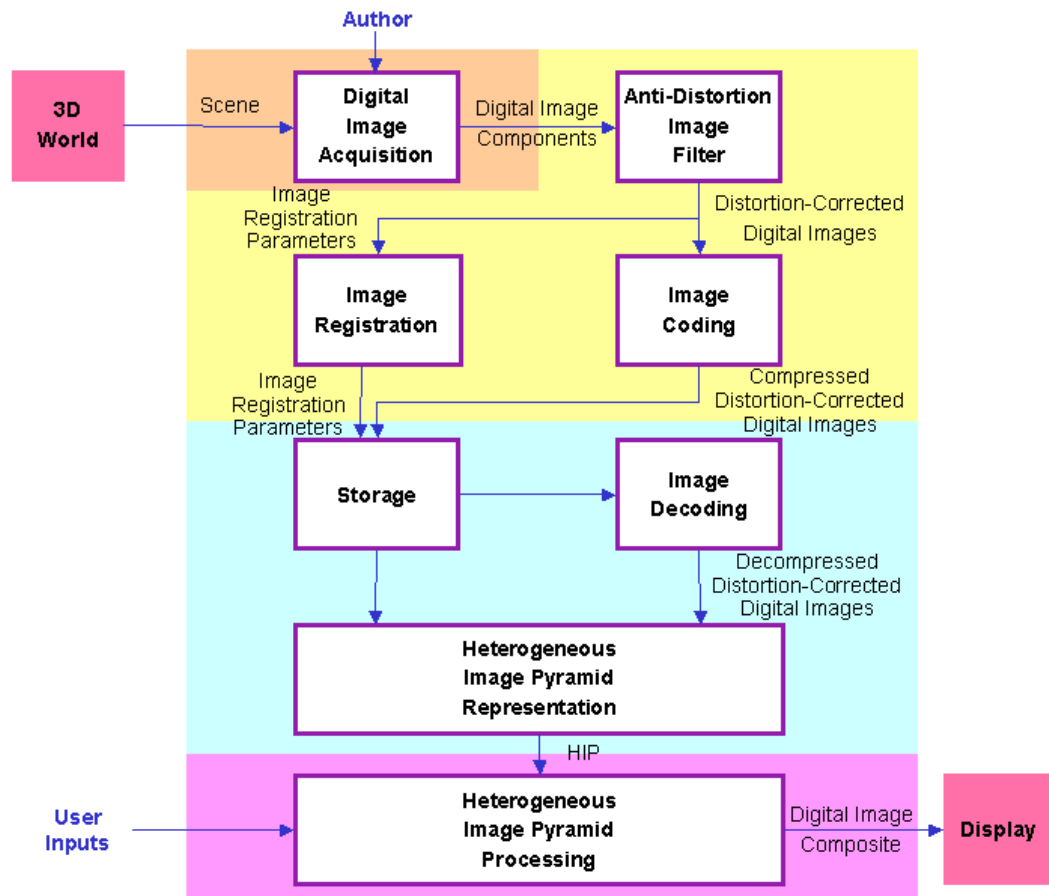 Author
3D
World
Scene
Digital
Image
Acquisition
Digital Image
Components
Anti-Distortion
Image
Filter
Image
Registration
Parameters
Distortion-Corrected
Digital Images
Image
Registration
Image
Coding
Image
Registration
Parameters
Compressed
Distortion-Corrected
Digital Images
Storage
Image
Decoding
Decompressed
Distortion-Corrected
Digital Images
Heterogeneous
Image Pyramid
Representation
HIP
User
Inputs
Heterogeneous
Image Pyramid
Processing
Digital Image
Composite
Display